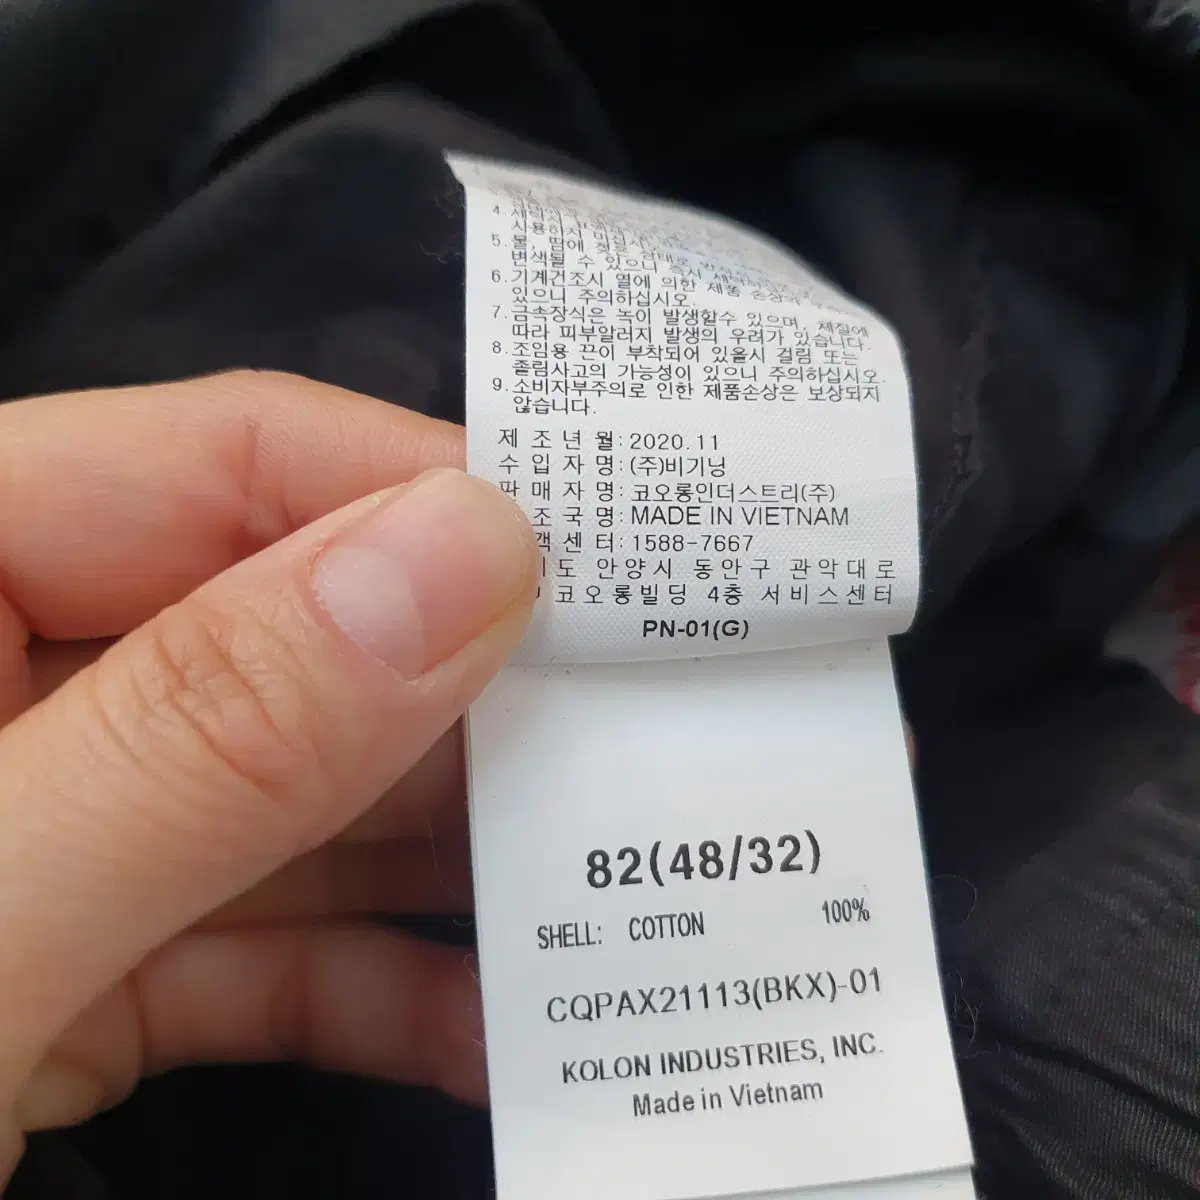 4.
사용하지 마십시오.
5.물, 땀에 젖은 상태로
변색될 수 있으니 즉시
6.기계건조시 열에 의한 제품 손상의
있으니 주의하십시오.
7.금속장식은 녹이 발생할수 있으며, 체질에
따라 피부알러지 발생의 우려가 있습니다.
8.조임용 끈이 부착되어 있을시 걸림 또는
졸림사고의 가능성이 있으니 주의하십시오.
9.소비자부주의로 인한 제품손상은 보상되지
않습니다.
제 조 년 월: 2020.11
수 입 자 명: (주)비기닝
판 매 자 명: 코오롱인더스트리(주)
조 국 명: MADE IN VIETNAM
객 센 터: 1588-7667
도 안양시 동안구 관악대로
코오롱빌딩 4층 서비스센터
PN-01(G)
82(48/32)
SHELL: COTTON 100%
CQPAX21113(BKX)-01
KOLON INDUSTRIES, INC.
Made in Vietnam